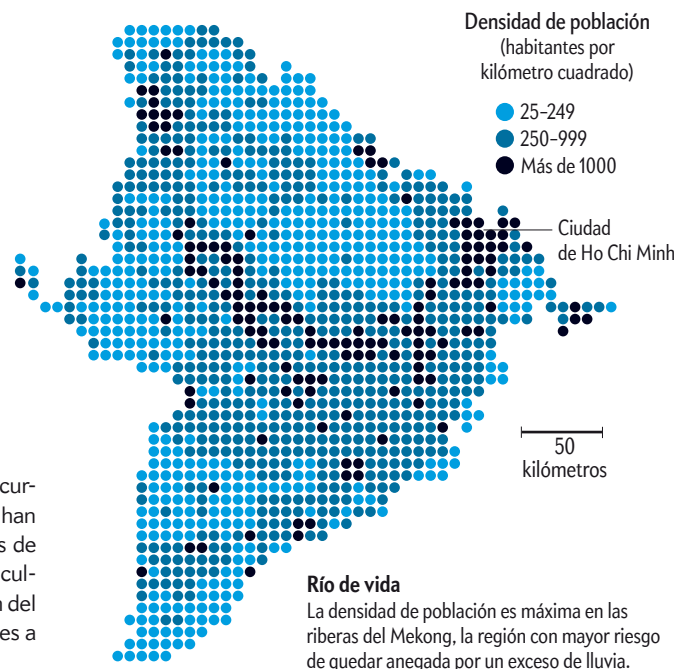 Densidad de población
(habitantes por
kilómetro cuadrado)
25–249
250–999
Más de 1000
Ciudad
de Ho Chi Minh
50
kilómetros
cur-
han
s de
cul-
del
es a
Río de vida
La densidad de población es máxima en las
riberas del Mekong, la región con mayor riesgo
de quedar anegada por un exceso de lluvia.